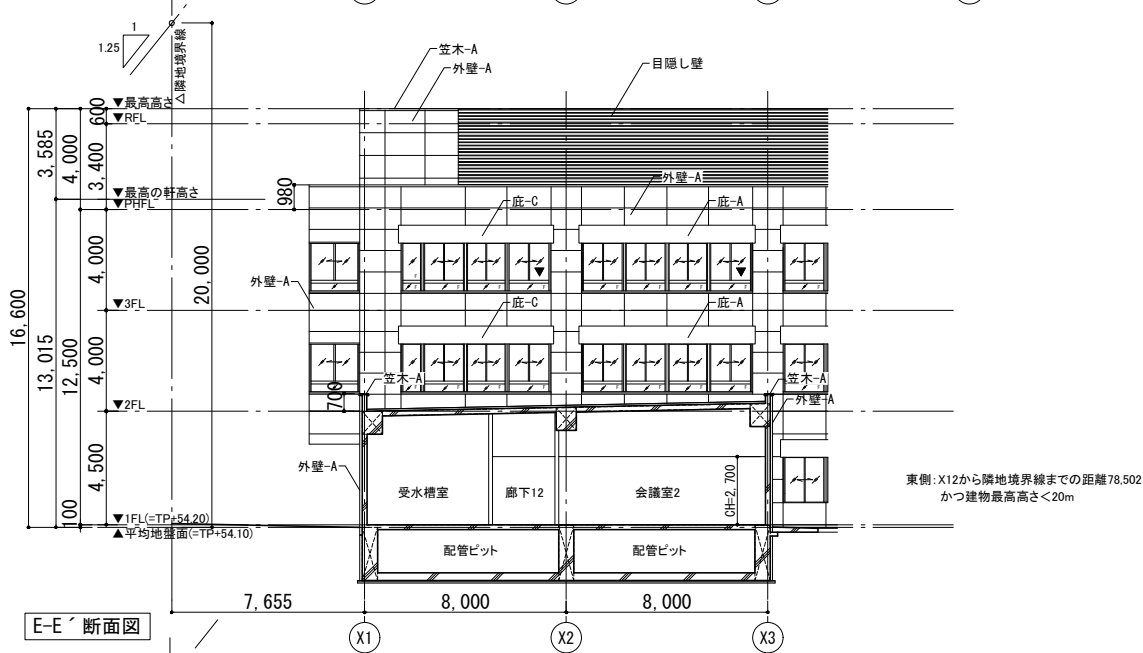 1
1.25
△隣地境界線
笠木-A
外壁-A
目隠し壁
▼最高高さ
▼RFL
600
3,585
4,000
3,400
▼最高の軒高さ
▼PHFL
980
外壁-A
庇-C
庇-A
4,000
20,000
外壁-A
▼3FL
庇-C
庇-A
16,600
13,015
12,500
4,000
700
笠木-A
笠木-A
▼2FL
外壁-A
4,500
外壁-A
受水槽室
廊下12
会議室2
CH=2,700
東側:X12から隣地境界線までの距離78,502
かつ建物最高高さ<20m
100
▼1FL(=TP+54.20)
▲平均地盤面(=TP+54.10)
配管ピット
配管ピット
7,655
8,000
8,000
E-E´断面図
X1
X2
X3